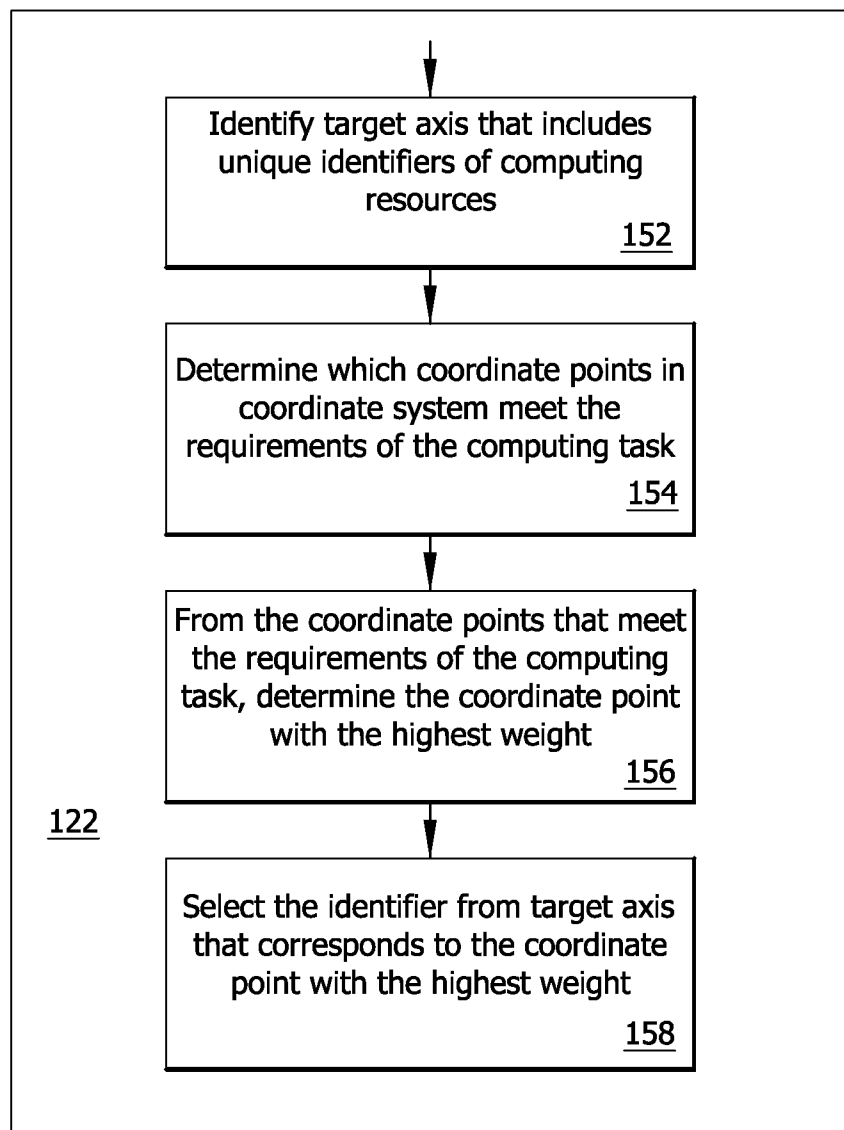 Identify target axis that includes
unique identifiers of computing
resources
152
Determine which coordinate points in
coordinate system meet the
requirements of the computing task
154
From the coordinate points that meet
the requirements of the computing
task, determine the coordinate point
with the highest weight
156
122
Select the identifier from target axis
that corresponds to the coordinate
point with the highest weight
158